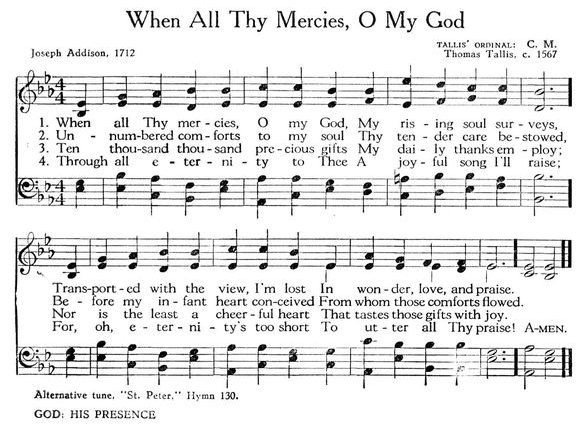 When All Thy Mercies, O My God
Joseph Addison, 1712
TALLIS' ORDINAL: C. M.
Thomas Tallis, c. 1567
1. When all Thy mer-cies, O my God, My ris-ing soul sur-veys,
2. Un-num-bered com-forts to my soul Thy ten-der care be-stowed,
3. Ten thou-sand thou-sand pre-cious gifts My dai-ly thanks em-ploy;
4. Through all e-ter-ni-ty to Thee A joy-ful song I'll raise;
Trans-port-ed with the view, I'm lost In won-der, love, and praise.
Be-fore my in-fant heart con-ceived From whom those comforts flowed.
Nor is the least a cheer-ful heart That tastes those gifts with joy.
For, oh, e-ter-ni-ty's too short To ut-ter all Thy praise! A-MEN.
Alternative tune, "St. Peter," Hymn 130.
GOD: HIS PRESENCE